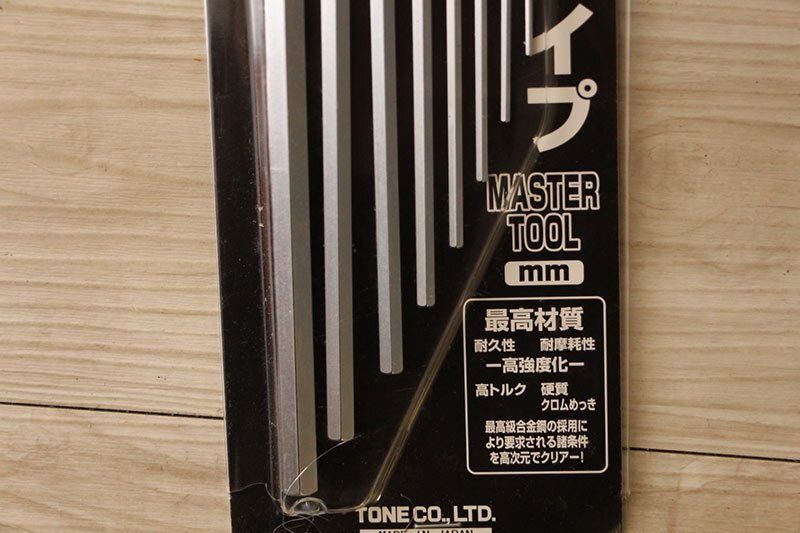 イプ
MASTER
TOOL
mm
最高材質
耐久性 耐摩耗性
―高強度化―
高トルク 硬質
クロムめっき
最高級合金鋼の採用に
より要求される諸条件
を高次元でクリアー!
TONE CO., LTD.
MADE IN JAPAN